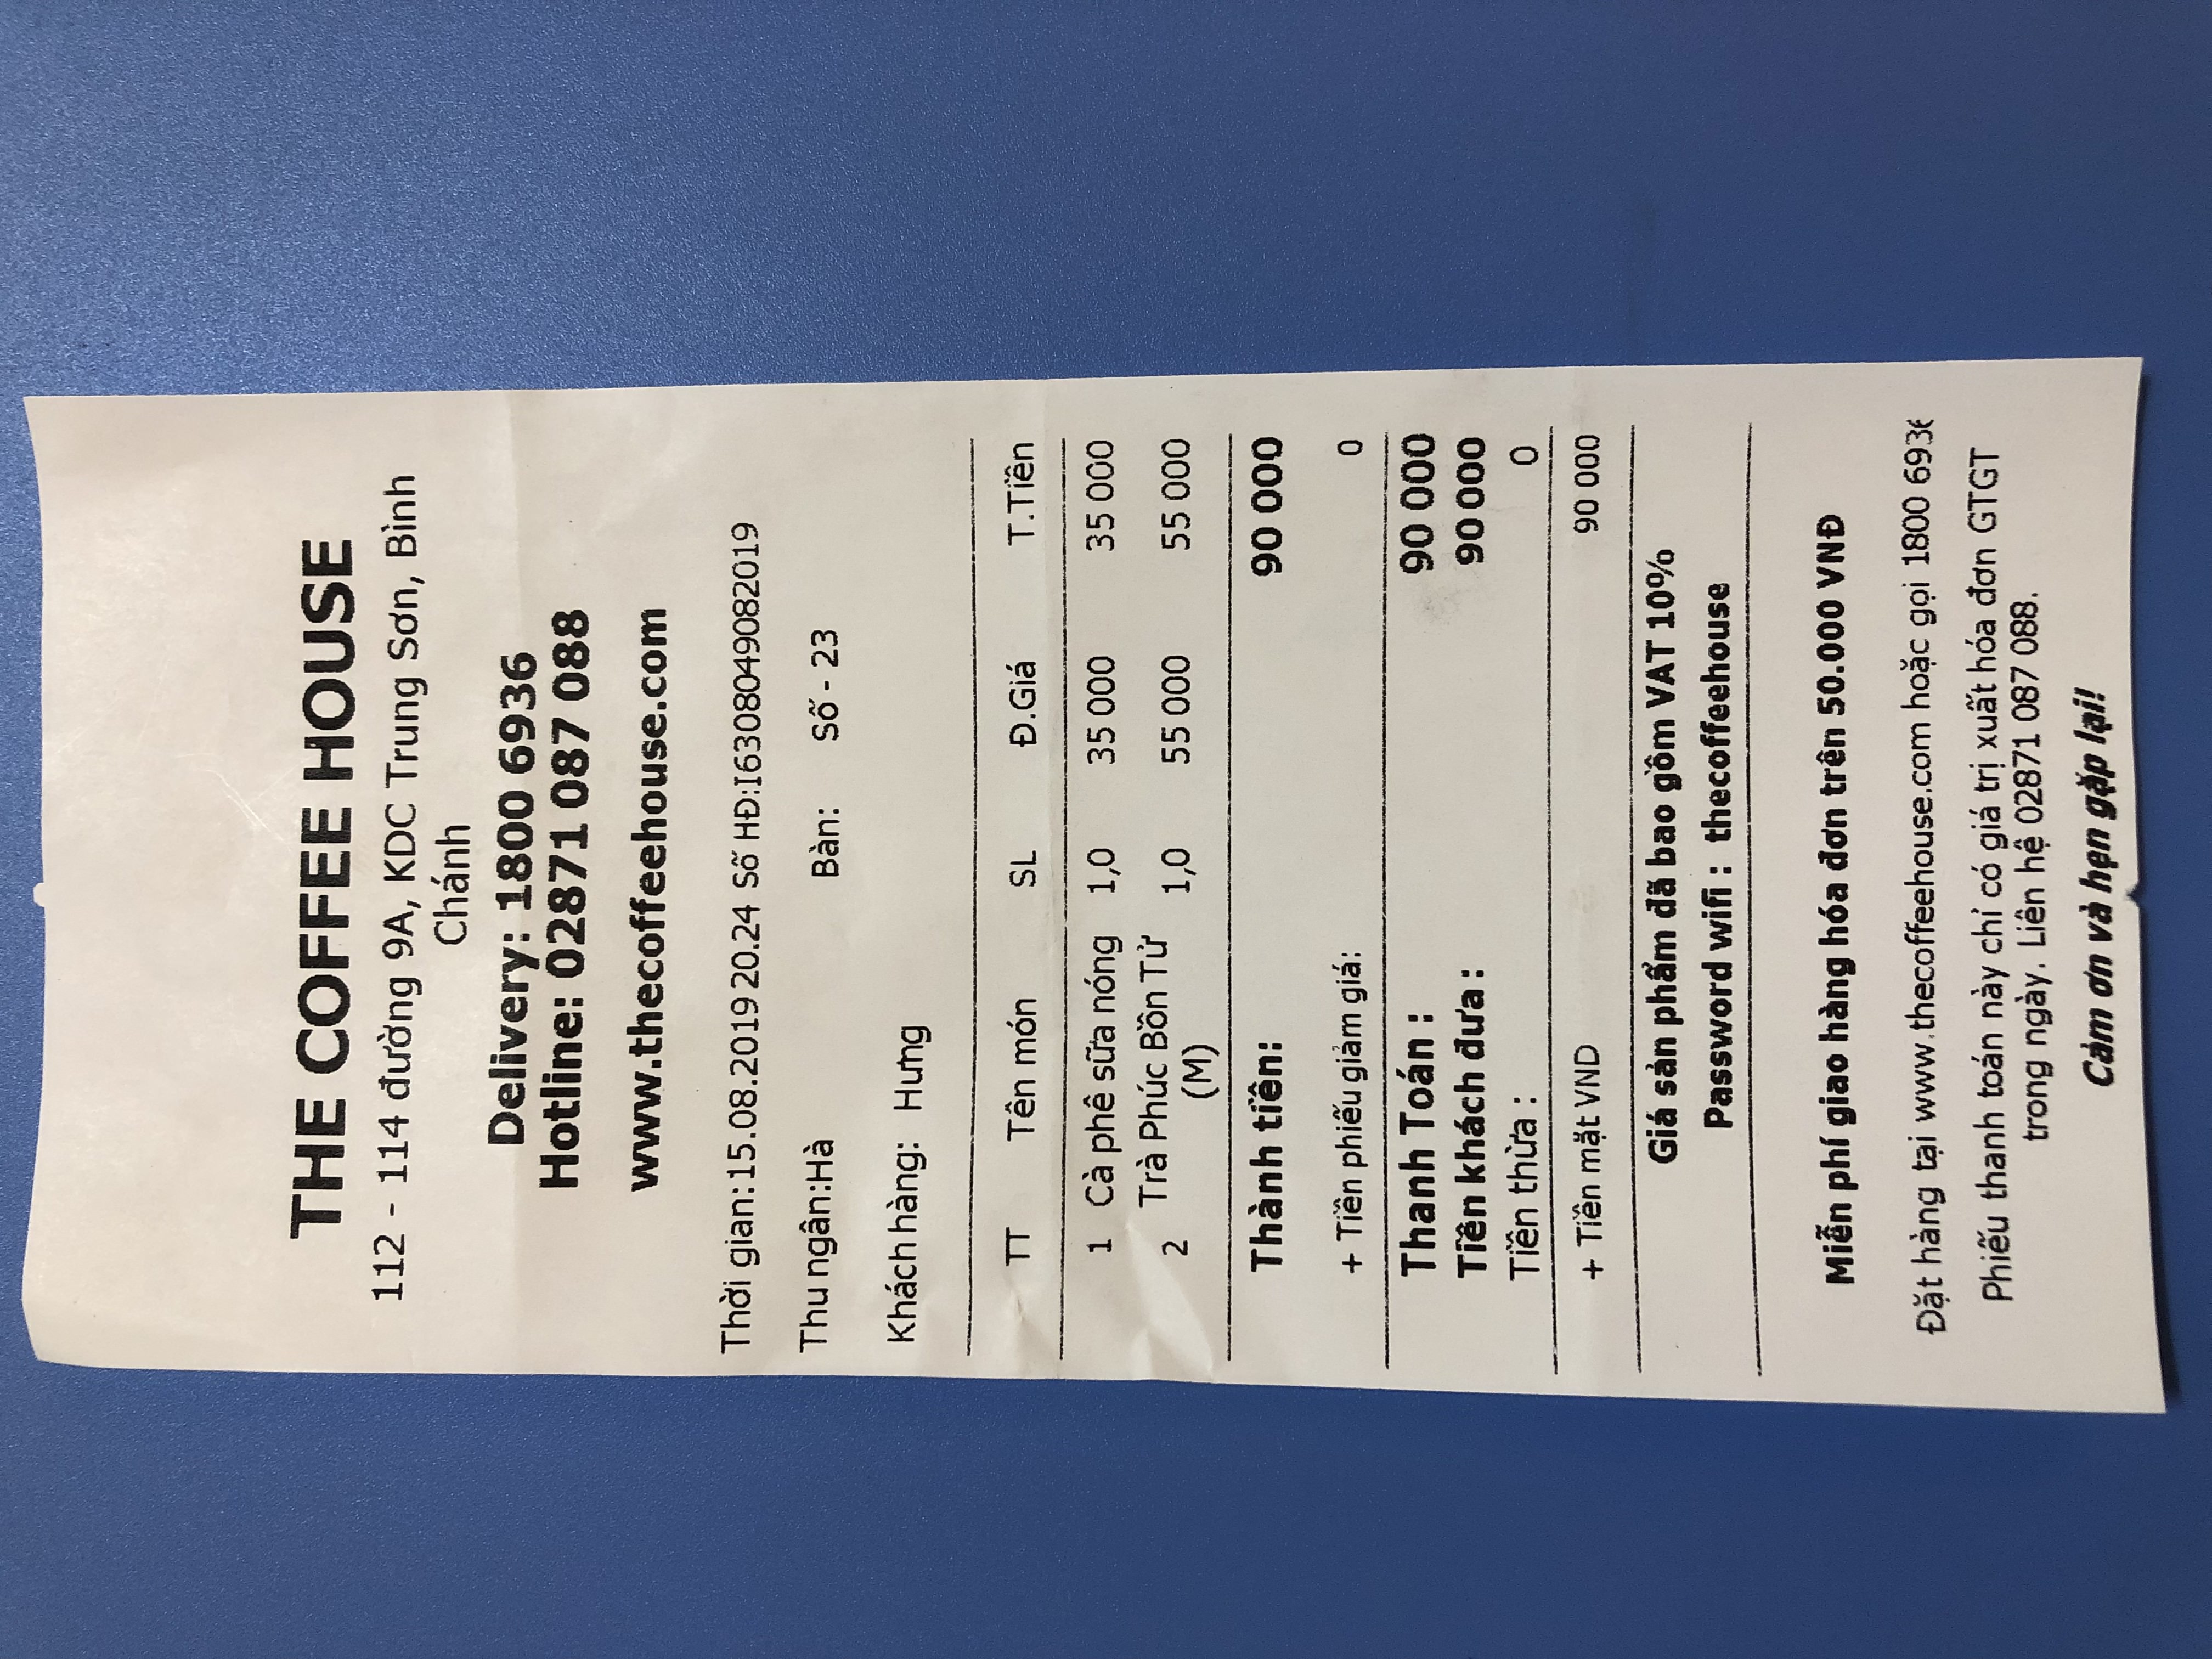 THE COFFEE HOUSE
112 - 114 đường 9A, KDC Trung Sơn, Bình
Chánh
Delivery: 1800 6936
Hotline: 02871 087 088
www.thecoffeehouse.com
Thời gian:15.08.2019 20.24 Số HĐ:I6308049082019
Thu ngân:Hà Bàn: Số - 23
Khách hàng: Hưng
TT Tên món SL Đ.Giá T.Tiền
1 Cà phê sữa nóng 1,0 35 000 35 000
2 Trà Phúc Bồn Tử 1,0 55 000 55 000
(M)
Thành tiền: 90 000
+ Tiền phiếu giảm giá: 0
Thanh Toán : 90 000
Tiền khách đưa : 90 000
Tiền thừa : 0
+ Tiền mặt VND 90 000
Giá sản phẩm đã bao gồm VAT 10%
Password wifi : thecoffeehouse
Miễn phí giao hàng hóa đơn trên 50.000 VNĐ
Đặt hàng tại www.thecoffeehouse.com hoặc gọi 1800 6936
Phiếu thanh toán này chỉ có giá trị xuất hóa đơn GTGT
trong ngày. Liên hệ 02871 087 088.
Cảm ơn và hẹn gặp lại!